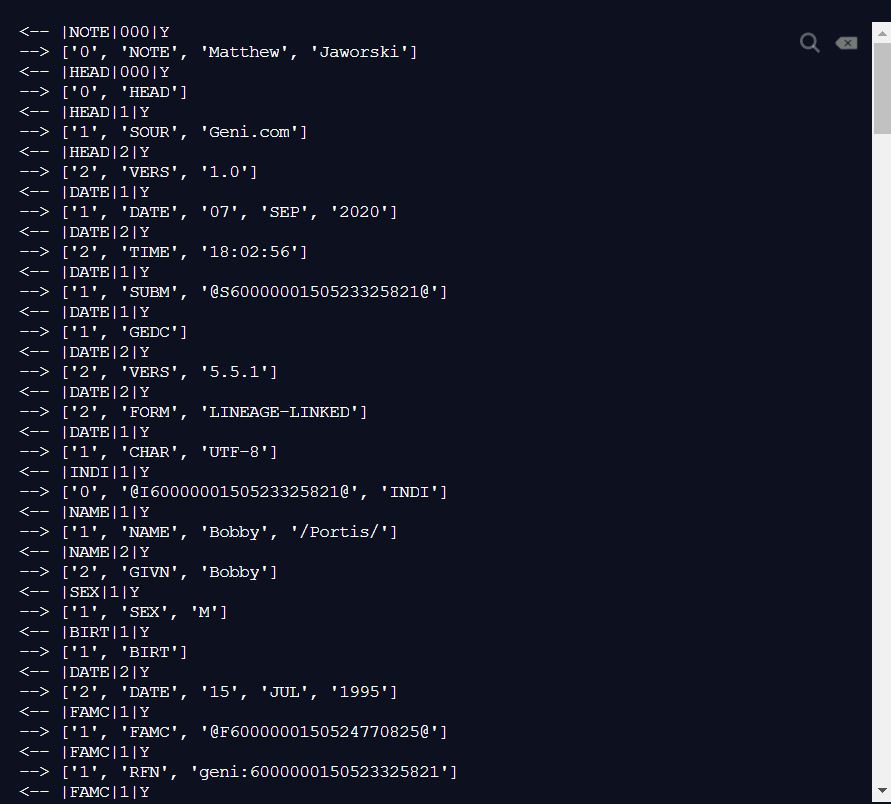 <-- |NOTE|000|Y
--> ['0', 'NOTE', 'Matthew', 'Jaworski']
<-- |HEAD|000|Y
--> ['0', 'HEAD']
<-- |HEAD|1|Y
--> ['1', 'SOUR', 'Geni.com']
<-- |HEAD|2|Y
--> ['2', 'VERS', '1.0']
<-- |DATE|1|Y
--> ['1', 'DATE', '07', 'SEP', '2020']
<-- |DATE|2|Y
--> ['2', 'TIME', '18:02:56']
<-- |DATE|1|Y
--> ['1', 'SUBM', '@S6000000150523325821@']
<-- |DATE|1|Y
--> ['1', 'GEDC']
<-- |DATE|2|Y
--> ['2', 'VERS', '5.5.1']
<-- |DATE|2|Y
--> ['2', 'FORM', 'LINEAGE-LINKED']
<-- |DATE|1|Y
--> ['1', 'CHAR', 'UTF-8']
<-- |INDI|1|Y
--> ['0', '@I6000000150523325821@', 'INDI']
<-- |NAME|1|Y
--> ['1', 'NAME', 'Bobby', '/Portis/']
<-- |NAME|2|Y
--> ['2', 'GIVN', 'Bobby']
<-- |SEX|1|Y
--> ['1', 'SEX', 'M']
<-- |BIRT|1|Y
--> ['1', 'BIRT']
<-- |DATE|2|Y
--> ['2', 'DATE', '15', 'JUL', '1995']
<-- |FAMC|1|Y
--> ['1', 'FAMC', '@F6000000150524770825@']
<-- |FAMC|1|Y
--> ['1', 'RFN', 'geni:6000000150523325821']
<-- |FAMC|1|Y